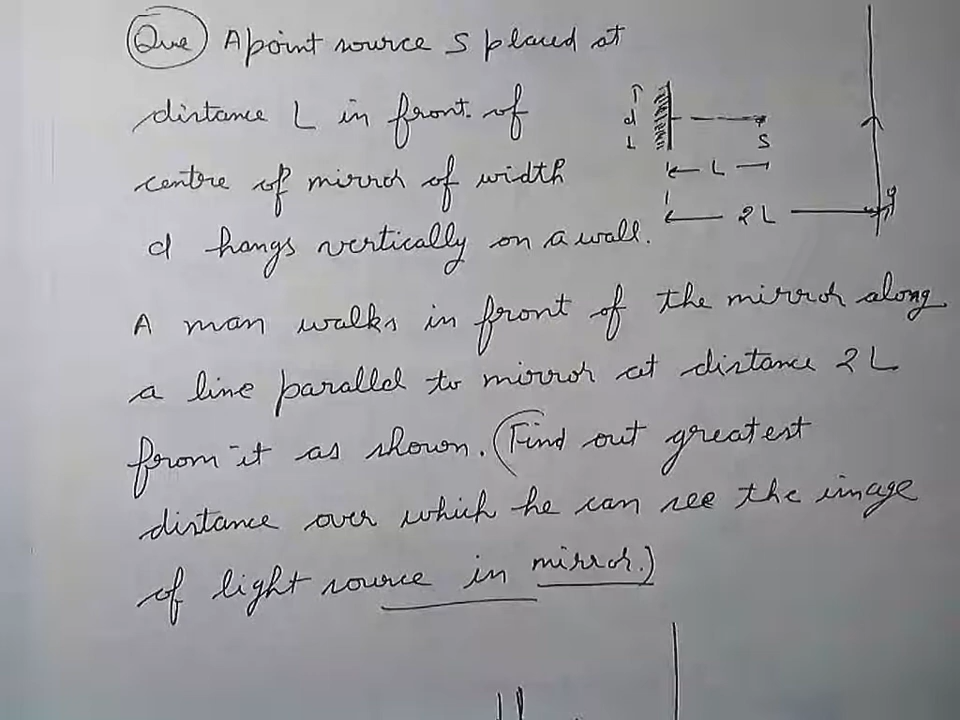 Que A point source S placed at
distance L in front of
centre of mirror of width
d hangs vertically on a wall.
A man walks in front of the mirror along
a line parallel to mirror at distance 2L
from it as shown. (Find out greatest
distance over which he can see the image
of light source in mirror.)
d
S
L
2L